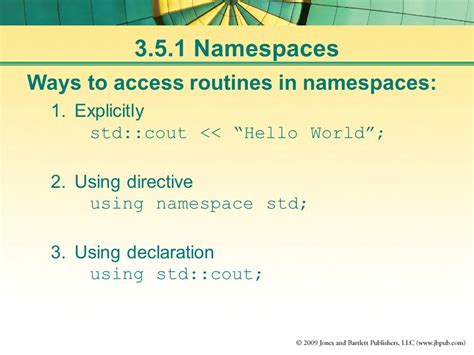 3.5.1 Namespaces
Ways to access routines in namespaces:
1. Explicitly
std::cout << “Hello World”;
2. Using directive
using namespace std;
3. Using declaration
using std::cout;
© 2009 Jones and Bartlett Publishers, LLC (www.jbpub.com)